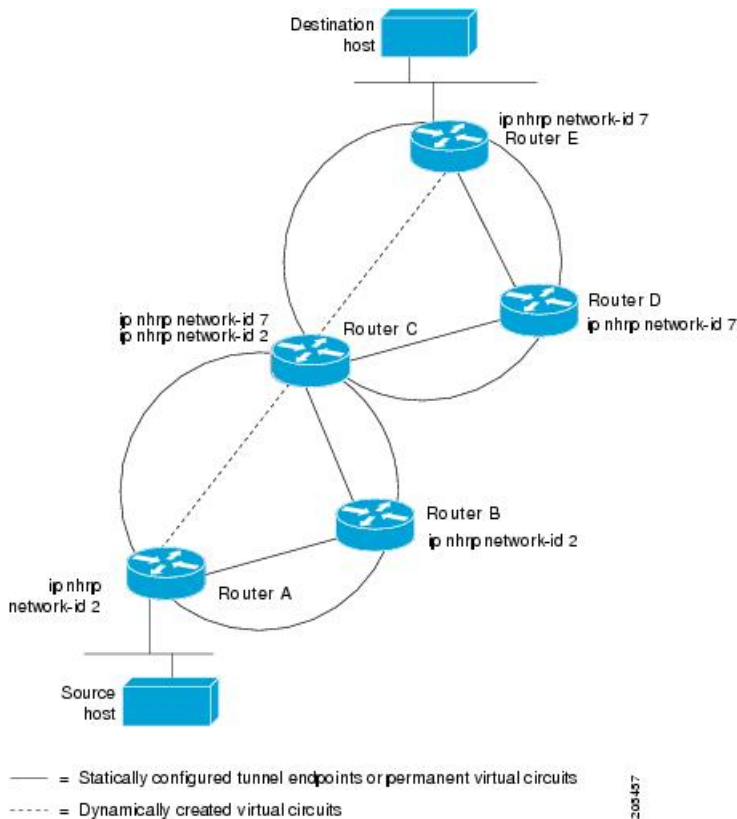 Destination
host
ip nhrp network-id 7
Router E
Router D
ip nhrp network-id 7
ip nhrp network-id 7
ip nhrp network-id 2
Router C
Router B
ip nhrp network-id 2
ip nhrp
network-id 2
Router A
Source
host
= Statically configured tunnel endpoints or permanent virtual circuits
= Dynamically created virtual circuits